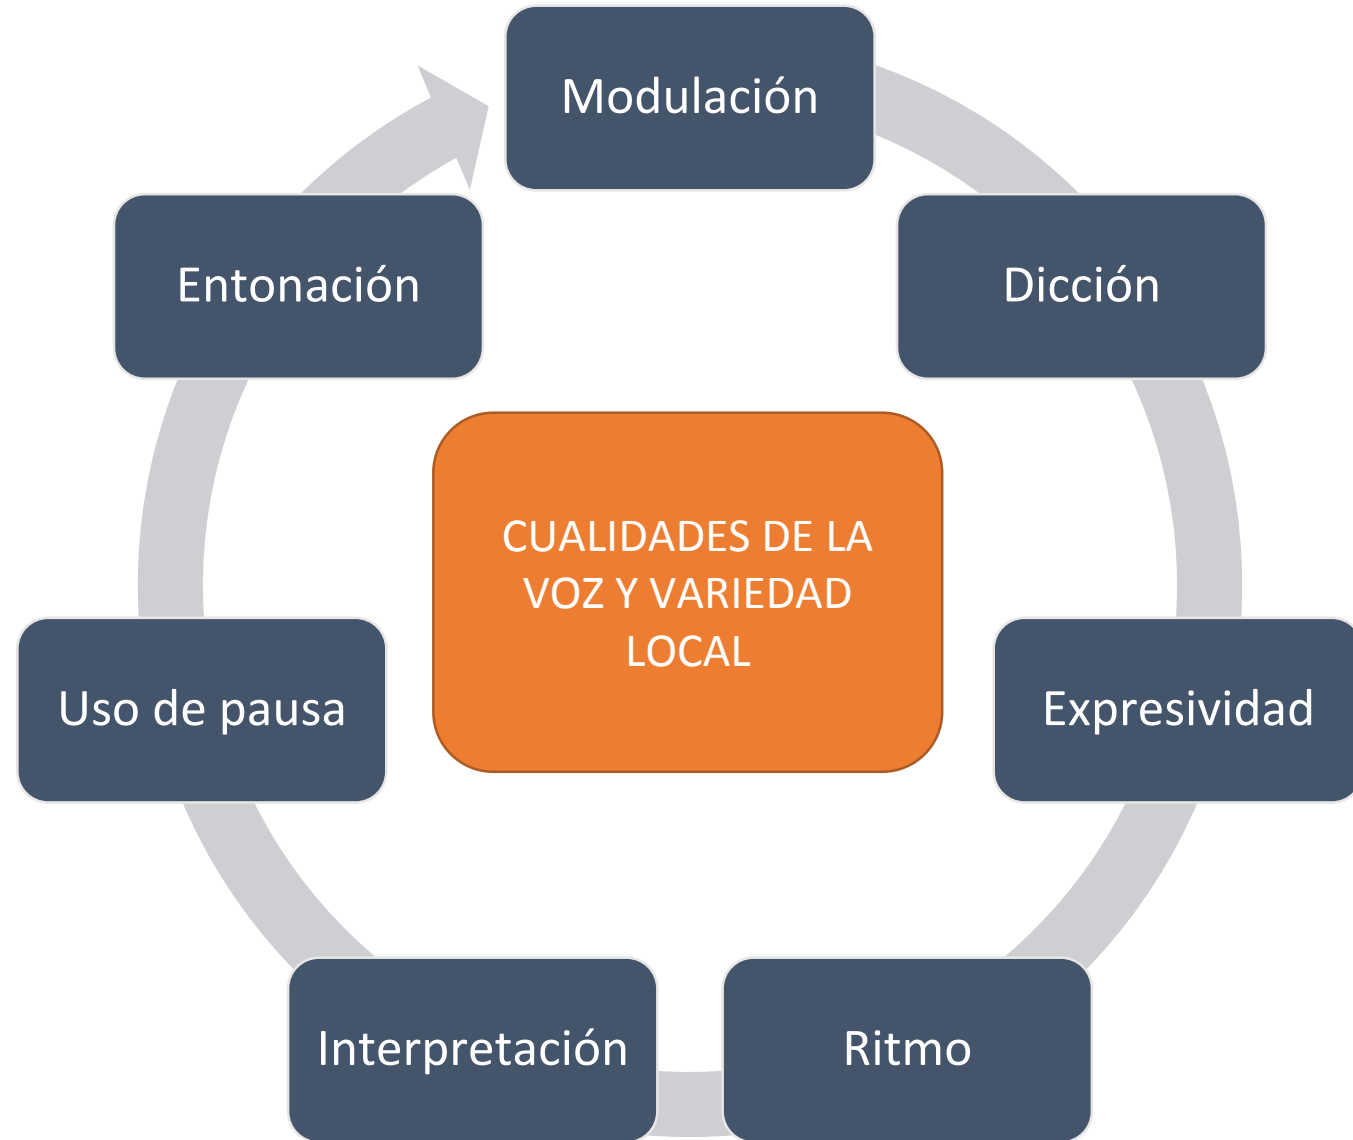 Modulación
Dicción
Expresividad
Ritmo
Interpretación
Uso de pausa
Entonación
CUALIDADES DE LA
VOZ Y VARIEDAD
LOCAL